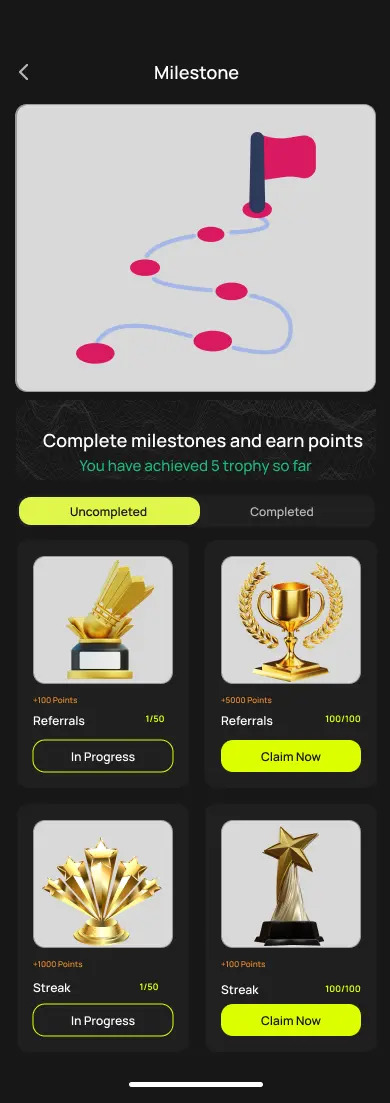 Milestone
Complete milestones and earn points
You have achieved 5 trophy so far
Uncompleted
Completed
+100 Points
Referrals
1/50
In Progress
+5000 Points
Referrals
100/100
Claim Now
+1000 Points
Streak
1/50
In Progress
+100 Points
Streak
100/100
Claim Now